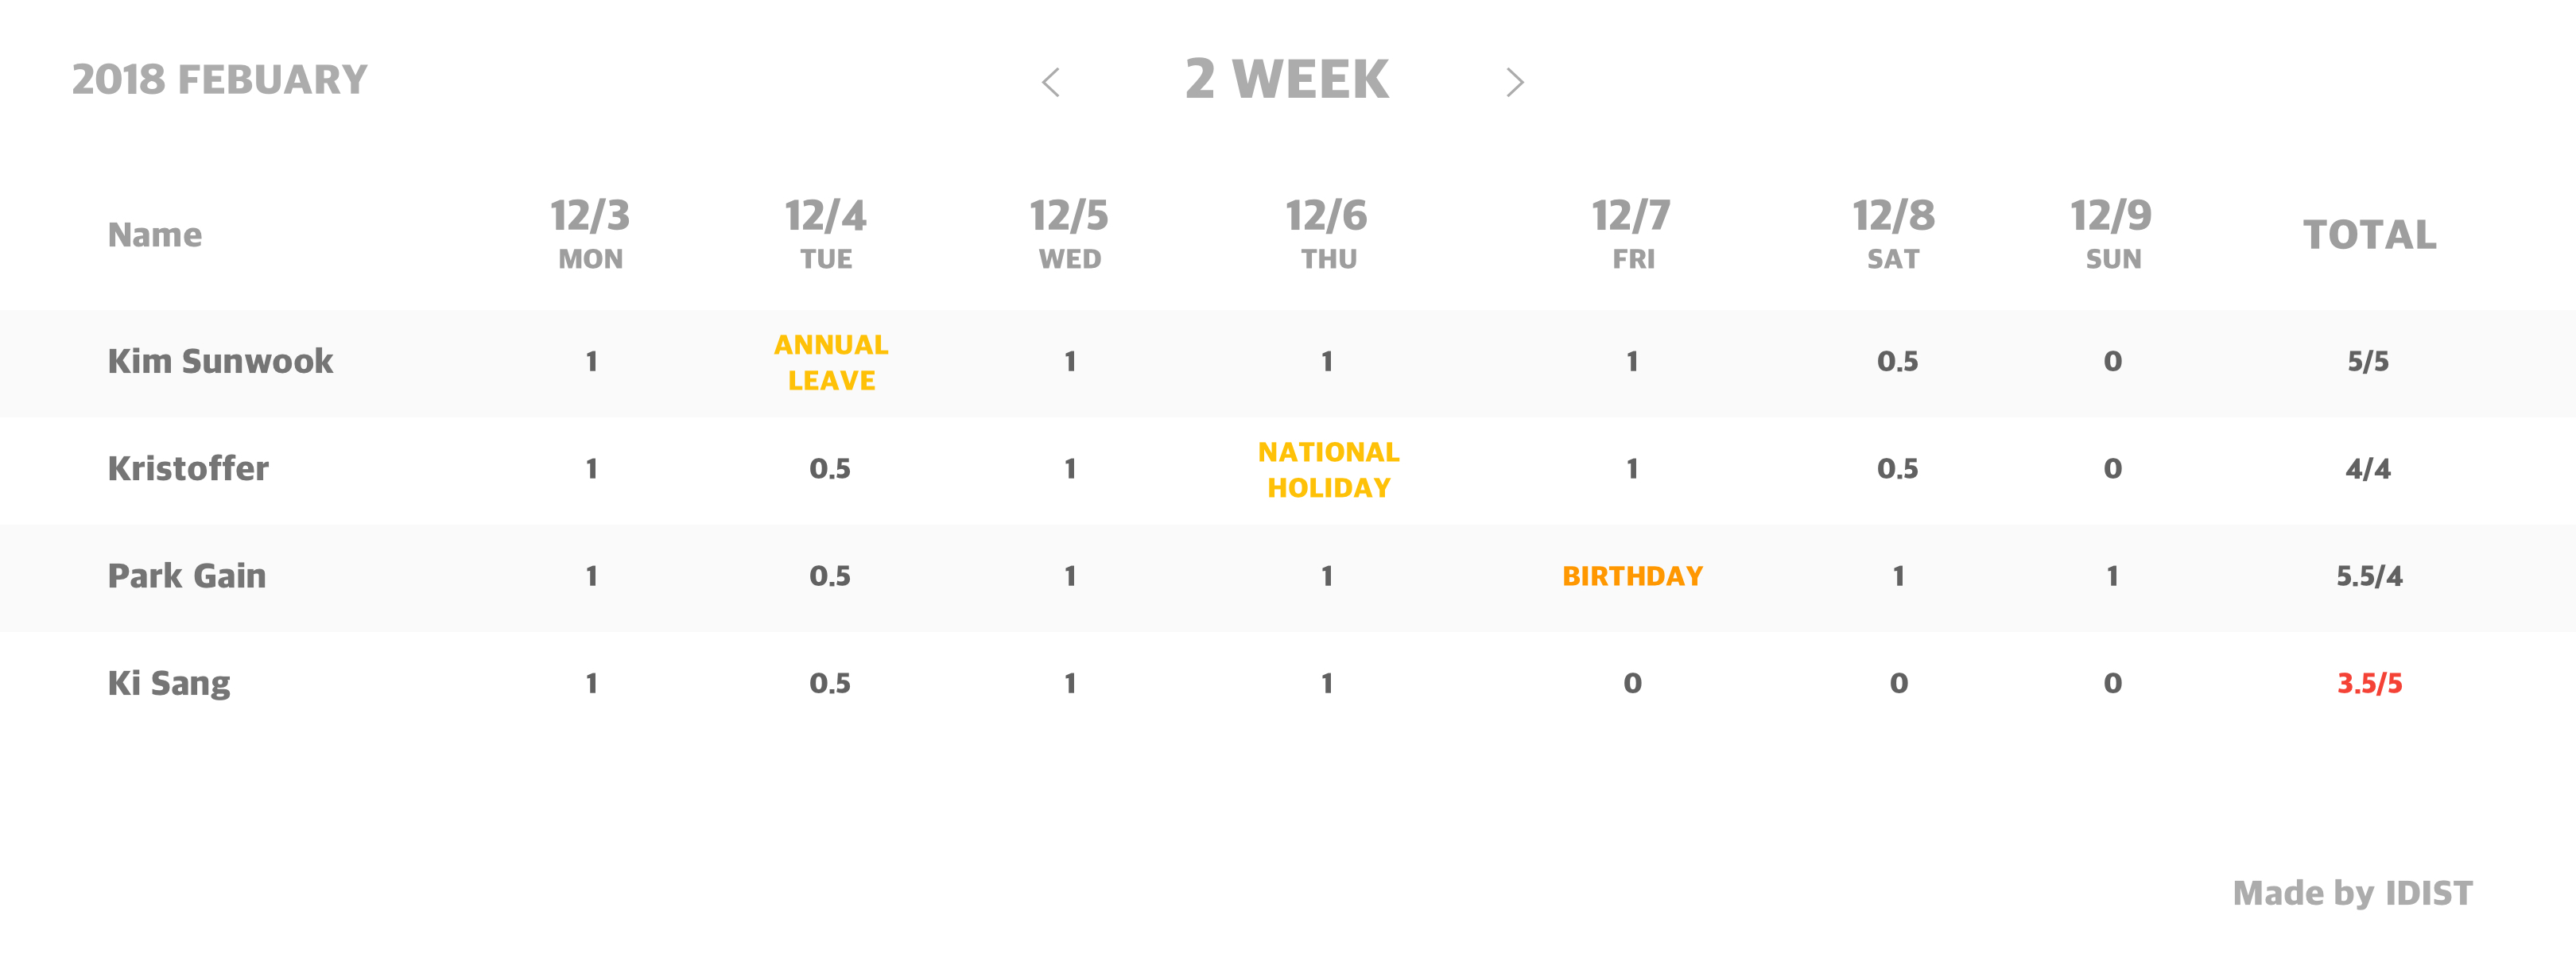 2018 FEBUARY
2 WEEK
Name 12/3 MON 12/4 TUE 12/5 WED 12/6 THU 12/7 FRI 12/8 SAT 12/9 SUN TOTAL
Kim Sunwook 1 ANNUAL LEAVE 1 1 1 0.5 0 5/5
Kristoffer 1 0.5 1 NATIONAL HOLIDAY 1 0.5 0 4/4
Park Gain 1 0.5 1 1 BIRTHDAY 1 1 5.5/4
Ki Sang 1 0.5 1 1 0 0 0 3.5/5
Made by IDIST